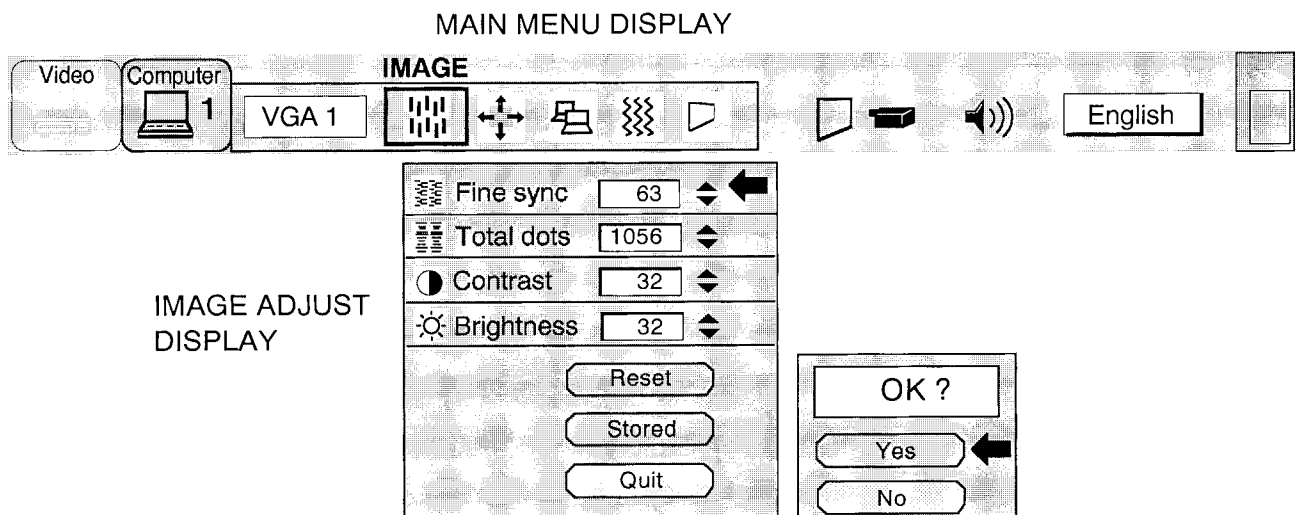 MAIN MENU DISPLAY
IMAGE
Video
Computer
1
VGA 1
English
Fine sync 63
Total dots 1056
Contrast 32
Brightness 32
IMAGE ADJUST
DISPLAY
Reset
Stored
Quit
OK ?
Yes
No